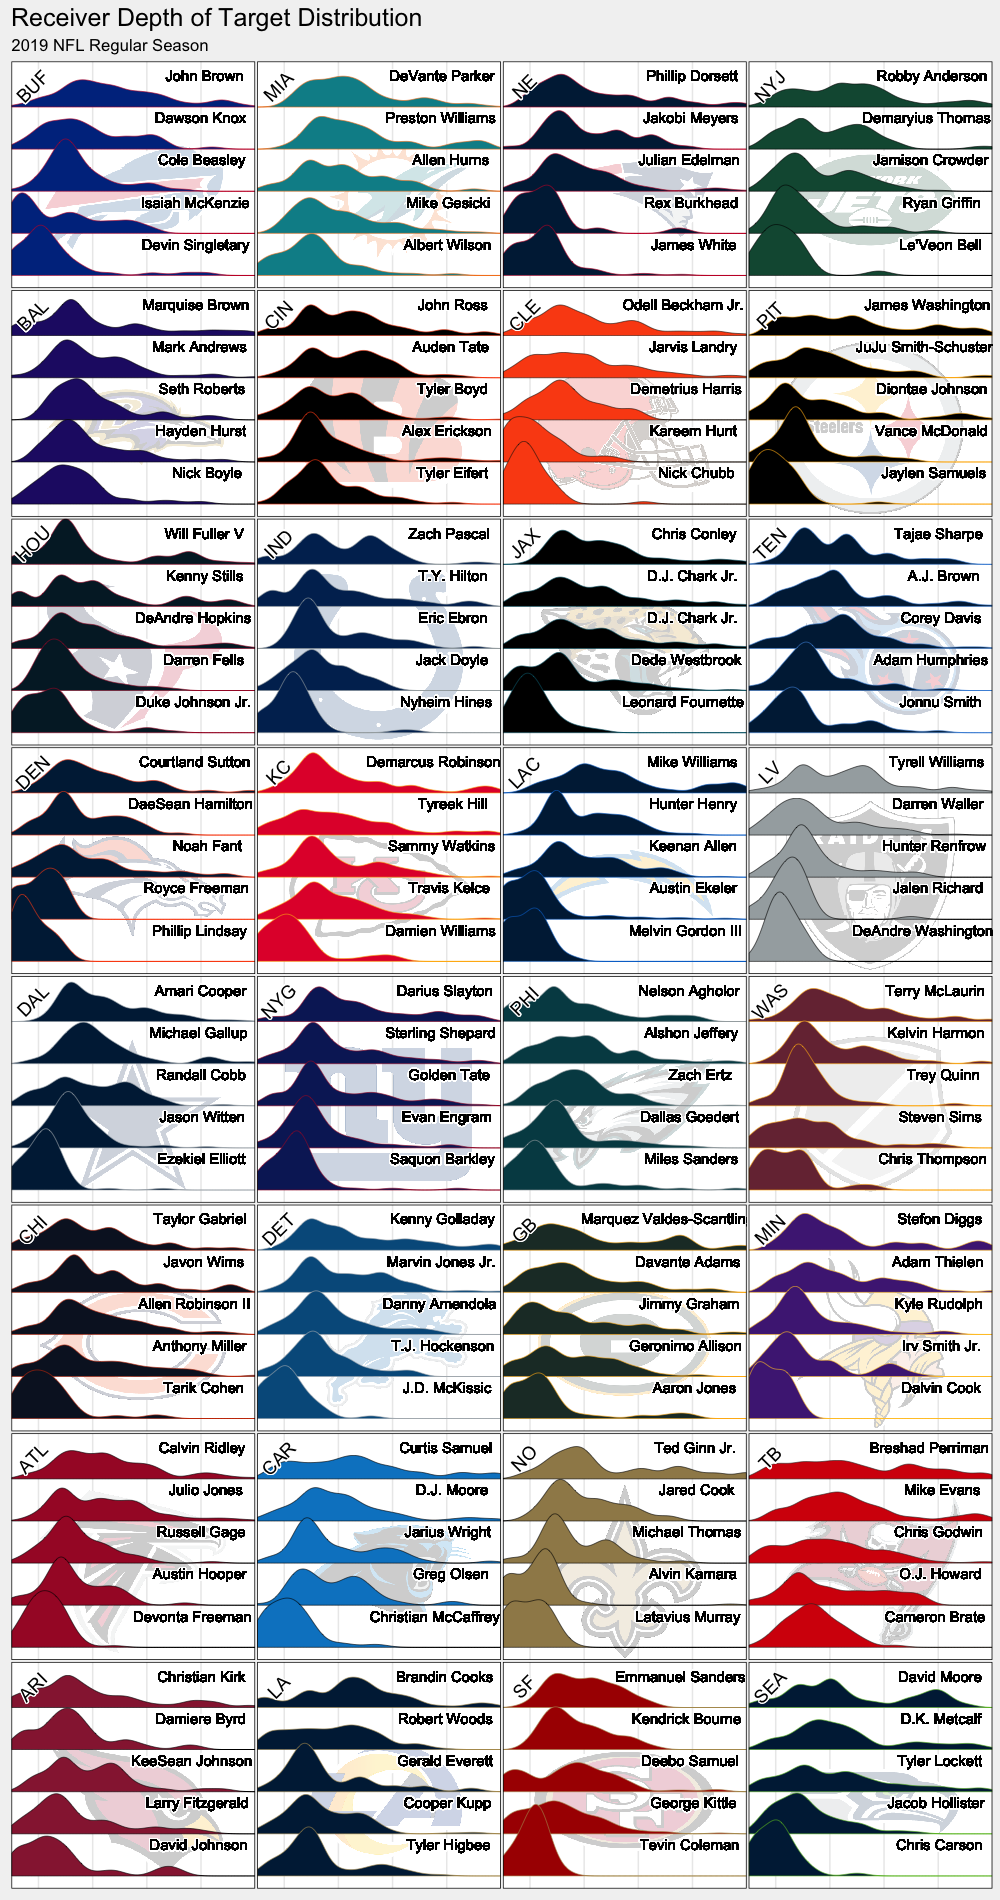 Receiver Depth of Target Distribution
2019 NFL Regular Season
BUF
John Brown
Dawson Knox
Cole Beasley
Isaiah McKenzie
Devin Singletary
MIA
DeVante Parker
Preston Williams
Allen Hurns
Mike Gesicki
Albert Wilson
NE
Phillip Dorsett
Jakobi Meyers
Julian Edelman
Rex Burkhead
James White
NYJ
Robby Anderson
Demaryius Thomas
Jamison Crowder
Ryan Griffin
Le'Veon Bell
BAL
Marquise Brown
Mark Andrews
Seth Roberts
Hayden Hurst
Nick Boyle
CIN
John Ross
Auden Tate
Tyler Boyd
Alex Erickson
Tyler Eifert
CLE
Odell Beckham Jr.
Jarvis Landry
Demetrius Harris
Kareem Hunt
Nick Chubb
PIT
James Washington
JuJu Smith-Schuster
Diontae Johnson
Vance McDonald
Steelers
Jaylen Samuels
HOU
Will Fuller V
Kenny Stills
DeAndre Hopkins
Darren Fells
Duke Johnson Jr.
IND
Zach Pascal
T.Y. Hilton
Eric Ebron
Jack Doyle
Nyheim Hines
JAX
Chris Conley
D.J. Chark Jr.
D.J. Chark Jr.
Dede Westbrook
Leonard Fournette
TEN
Tajae Sharpe
A.J. Brown
Corey Davis
Adam Humphries
Jonnu Smith
DEN
Courtland Sutton
DaeSean Hamilton
Noah Fant
Royce Freeman
Phillip Lindsay
KC
Demarcus Robinson
Tyreek Hill
Sammy Watkins
Travis Kelce
Damien Williams
LAC
Mike Williams
Hunter Henry
Keenan Allen
Austin Ekeler
Melvin Gordon III
LV
Tyrell Williams
Darren Waller
Hunter Renfrow
Jalen Richard
DeAndre Washington
DAL
Amari Cooper
Michael Gallup
Randall Cobb
Jason Witten
Ezekiel Elliott
NYG
Darius Slayton
Sterling Shepard
Golden Tate
Evan Engram
Saquon Barkley
PHI
Nelson Agholor
Alshon Jeffery
Zach Ertz
Dallas Goedert
Miles Sanders
WAS
Terry McLaurin
Kelvin Harmon
Trey Quinn
Steven Sims
Chris Thompson
CHI
Taylor Gabriel
Javon Wims
Allen Robinson II
Anthony Miller
Tarik Cohen
DET
Kenny Golladay
Marvin Jones Jr.
Danny Amendola
T.J. Hockenson
J.D. McKissic
GB
Marquez Valdes-Scantlin
Davante Adams
Jimmy Graham
Geronimo Allison
Aaron Jones
MIN
Stefon Diggs
Adam Thielen
Kyle Rudolph
Irv Smith Jr.
Dalvin Cook
ATL
Calvin Ridley
Julio Jones
Russell Gage
Austin Hooper
Devonta Freeman
CAR
Curtis Samuel
D.J. Moore
Jarius Wright
Greg Olsen
Christian McCaffrey
NO
Ted Ginn Jr.
Jared Cook
Michael Thomas
Alvin Kamara
Latavius Murray
TB
Breshad Perriman
Mike Evans
Chris Godwin
O.J. Howard
Cameron Brate
ARI
Christian Kirk
Damiere Byrd
KeeSean Johnson
Larry Fitzgerald
David Johnson
LA
Brandin Cooks
Robert Woods
Gerald Everett
Cooper Kupp
Tyler Higbee
SF
Emmanuel Sanders
Kendrick Bourne
Deebo Samuel
George Kittle
Tevin Coleman
SEA
David Moore
D.K. Metcalf
Tyler Lockett
Jacob Hollister
Chris Carson